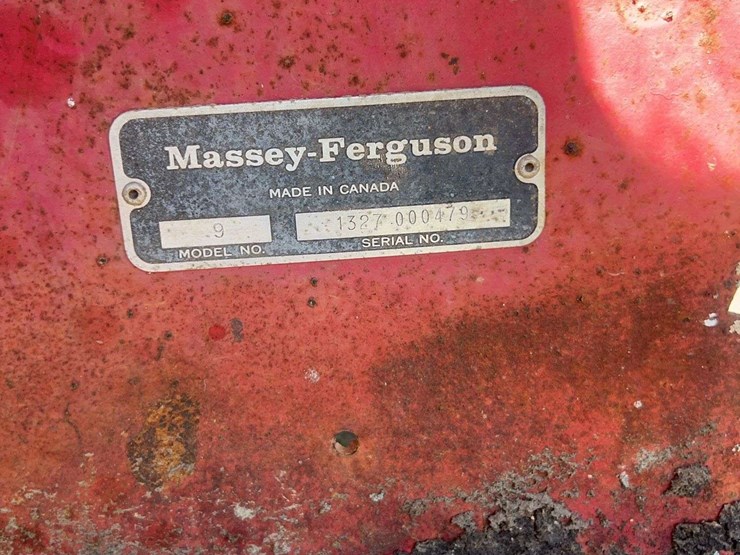 Massey-Ferguson
MADE IN CANADA
9 1327 000479
MODEL NO. SERIAL NO.